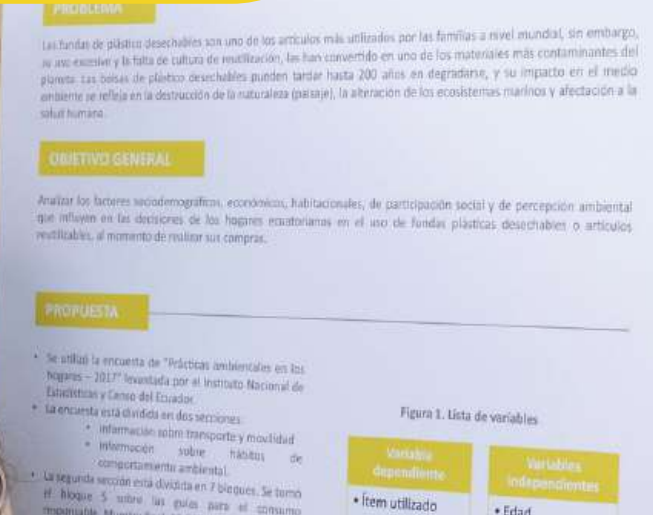 PROBLEMA
Las fundas de plástico desechables son uno de los artículos más utilizados por las familias a nivel mundial, sin embargo,
su uso excesivo y la falta de cultura de reutilización, las han convertido en uno de los materiales más contaminantes del
planeta. Las bolsas de plástico desechables pueden tardar hasta 200 años en degradarse, y su impacto en el medio
ambiente se refleja en la destrucción de la naturaleza (paisaje), la alteración de los ecosistemas marinos y afectación a la
salud humana.
OBJETIVO GENERAL
Analizar los factores sociodemográficos, económicos, habitacionales, de participación social y de percepción ambiental
que influyen en las decisiones de los hogares ecuatorianos en el uso de fundas plásticas desechables o artículos
reutilizables, al momento de realizar sus compras.
PROPUESTA
• Se utilizó la encuesta de "Prácticas ambientales en los
hogares – 2017" levantada por el Instituto Nacional de
Estadísticas y Censo del Ecuador.
• La encuesta está dividida en dos secciones:
• Información sobre transporte y movilidad
• Información sobre hábitos de
comportamiento ambiental.
• La segunda sección está dividida en 7 bloques. Se tomó
el bloque 5 sobre las guías para el consumo
responsable
Figura 1. Lista de variables
Variable
dependiente
• Ítem utilizado
Variables
independientes
• Edad